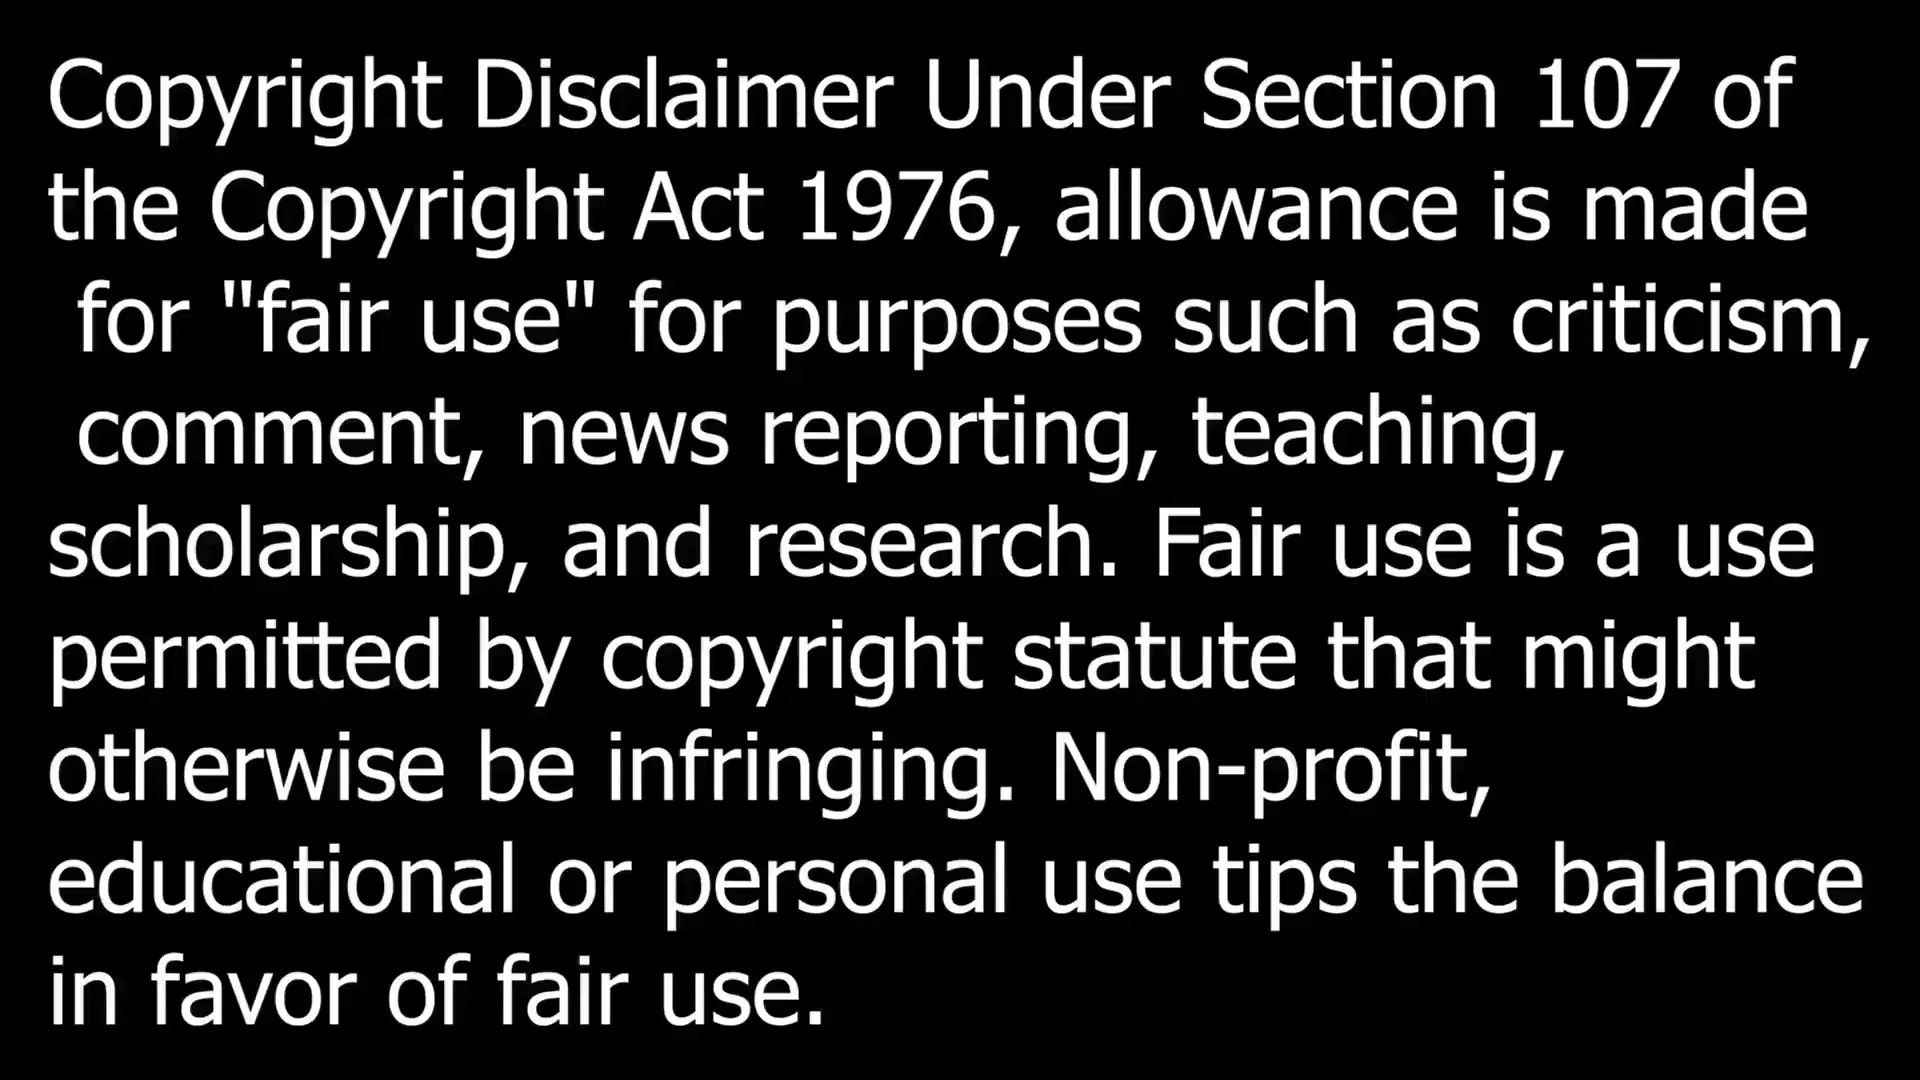 Copyright Disclaimer Under Section 107 of
the Copyright Act 1976, allowance is made
for "fair use" for purposes such as criticism,
comment, news reporting, teaching,
scholarship, and research. Fair use is a use
permitted by copyright statute that might
otherwise be infringing. Non-profit,
educational or personal use tips the balance
in favor of fair use.